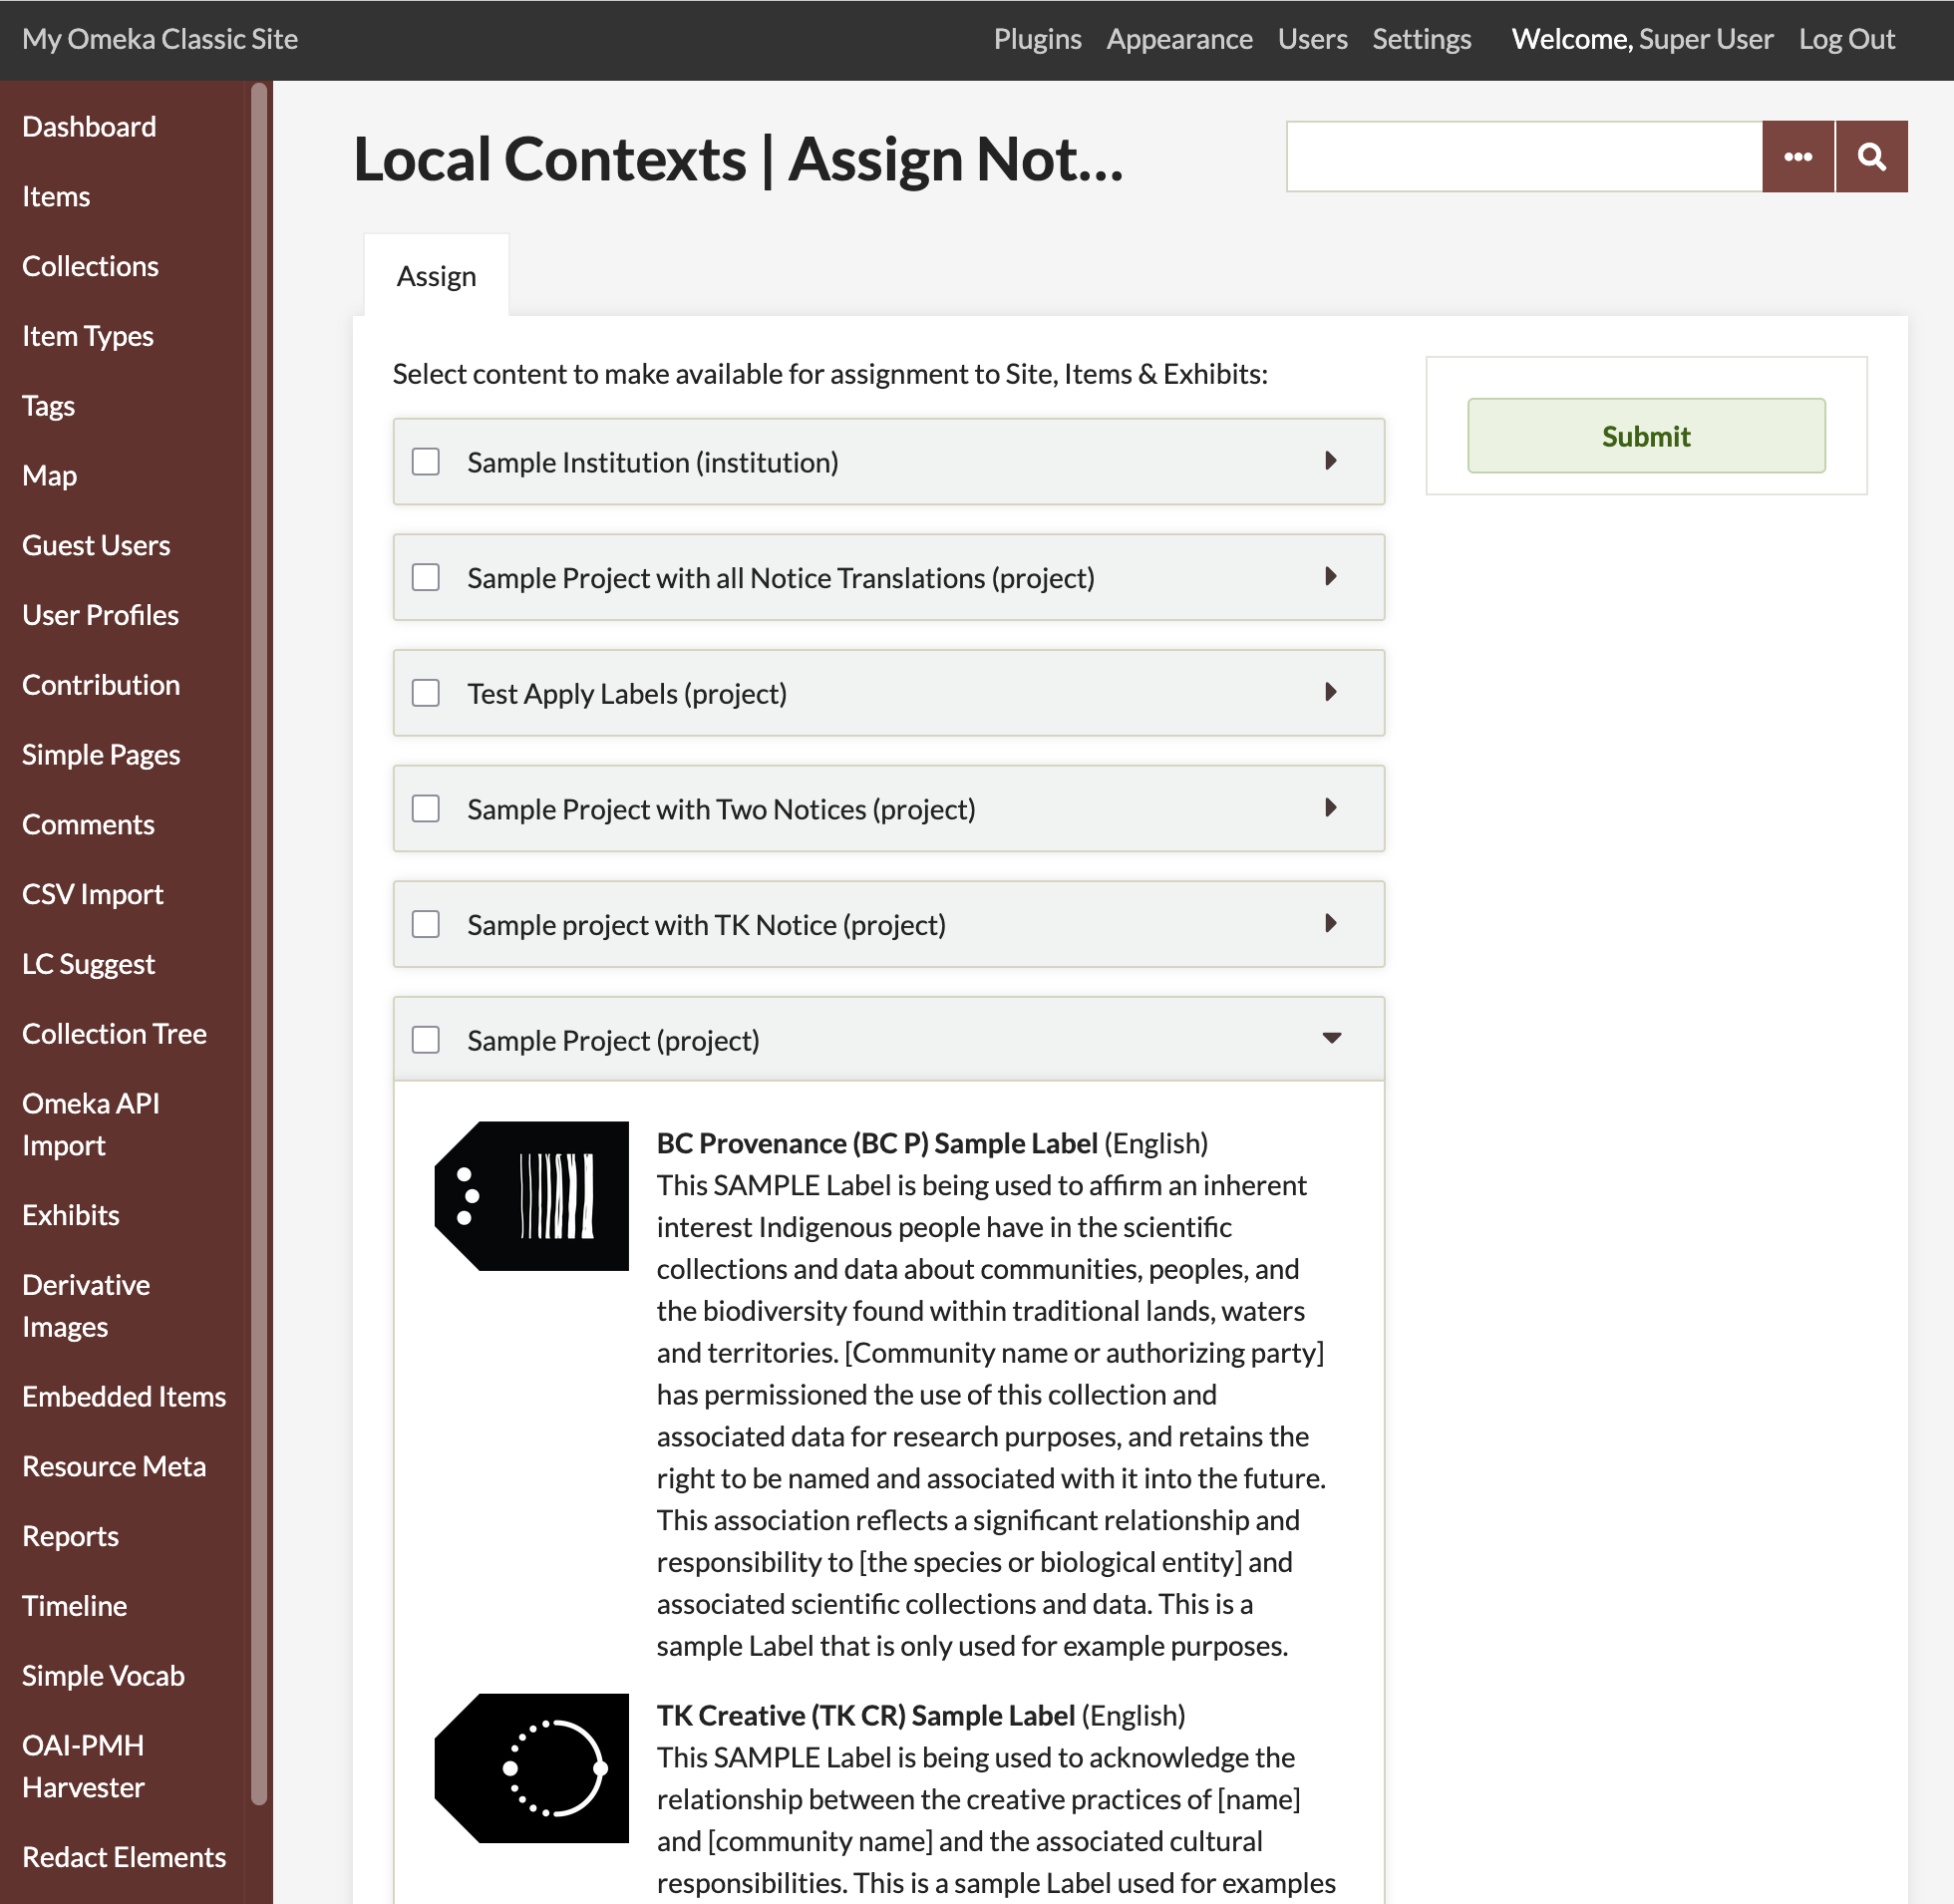 My Omeka Classic Site
Plugins Appearance Users Settings Welcome, Super User Log Out
Dashboard
Items
Collections
Item Types
Tags
Map
Guest Users
User Profiles
Contribution
Simple Pages
Comments
CSV Import
LC Suggest
Collection Tree
Omeka API
Import
Exhibits
Derivative
Images
Embedded Items
Resource Meta
Reports
Timeline
Simple Vocab
OAI-PMH
Harvester
Redact Elements
Local Contexts | Assign Not...
Assign
Select content to make available for assignment to Site, Items & Exhibits:
Sample Institution (institution)
Sample Project with all Notice Translations (project)
Test Apply Labels (project)
Sample Project with Two Notices (project)
Sample project with TK Notice (project)
Sample Project (project)
BC Provenance (BC P) Sample Label (English)
This SAMPLE Label is being used to affirm an inherent
interest Indigenous people have in the scientific
collections and data about communities, peoples, and
the biodiversity found within traditional lands, waters
and territories. [Community name or authorizing party]
has permissioned the use of this collection and
associated data for research purposes, and retains the
right to be named and associated with it into the future.
This association reflects a significant relationship and
responsibility to [the species or biological entity] and
associated scientific collections and data. This is a
sample Label that is only used for example purposes.
TK Creative (TK CR) Sample Label (English)
This SAMPLE Label is being used to acknowledge the
relationship between the creative practices of [name]
and [community name] and the associated cultural
responsibilities. This is a sample Label used for examples
Submit